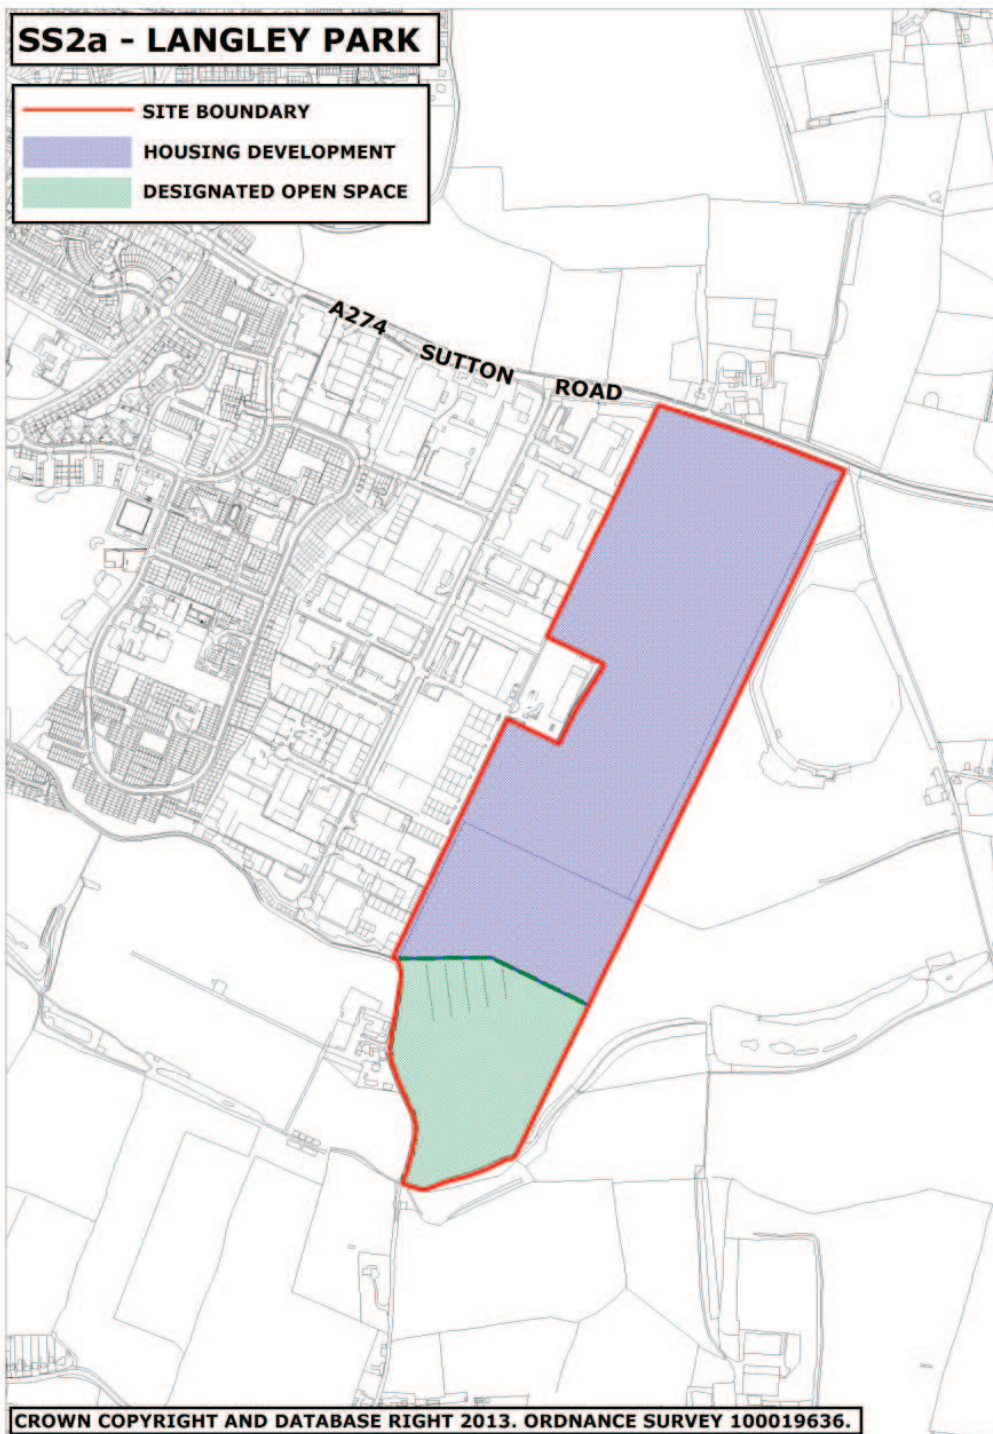 SS2a - LANGLEY PARK
SITE BOUNDARY
HOUSING DEVELOPMENT
DESIGNATED OPEN SPACE
A274 SUTTON ROAD
CROWN COPYRIGHT AND DATABASE RIGHT 2013. ORDNANCE SURVEY 100019636.